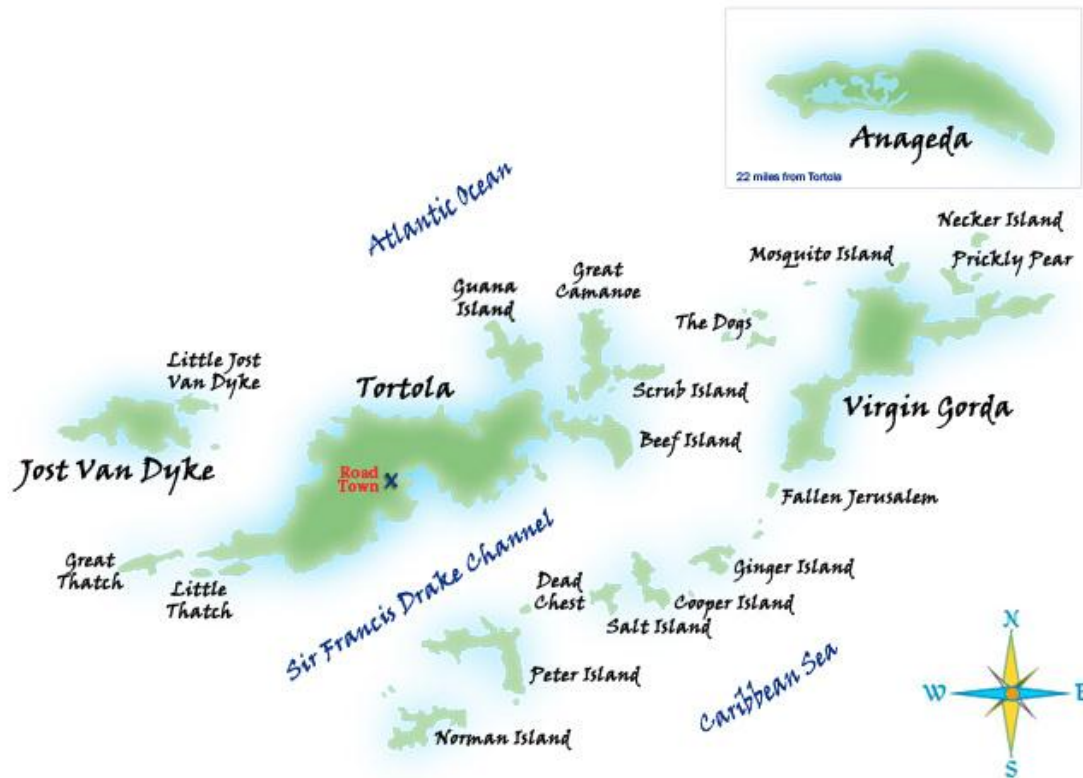 Anageda
22 miles from Tortola
Atlantic Ocean
Necker Island
Mosquito Island
Prickly Pear
Great
Camanoe
Guana
Island
The Dogs
Little Jost
Van Dyke
Tortola
Scrub Island
Virgin Gorda
Beef Island
Jost Van Dyke
Road
Town
X
Fallen Jerusalem
Great
Thatch
Little
Thatch
Sir Francis Drake Channel
Dead
Chest
Ginger Island
Cooper Island
Salt Island
Peter Island
Caribbean Sea
Norman Island
N
W
E
S